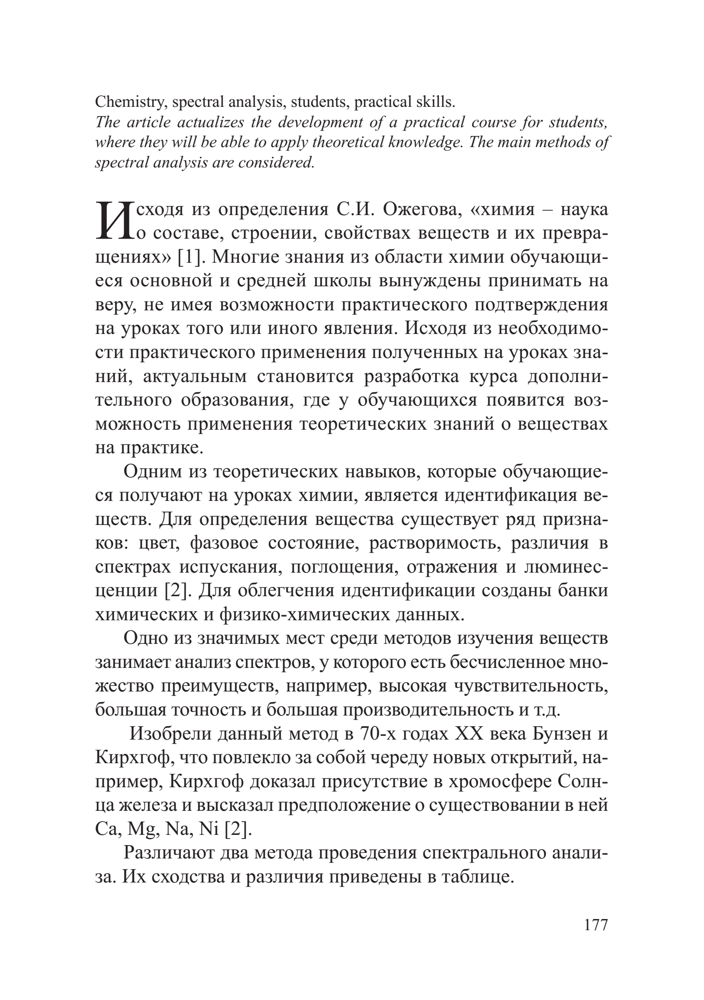 Chemistry, spectral analysis, students, practical skills.
The article actualizes the development of a practical course for students,
where they will be able to apply theoretical knowledge. The main methods of
spectral analysis are considered.
Исходя из определения С.И. Ожегова, «химия – наука
о составе, строении, свойствах веществ и их превра-
щениях» [1]. Многие знания из области химии обучающи-
еся основной и средней школы вынуждены принимать на
веру, не имея возможности практического подтверждения
на уроках того или иного явления. Исходя из необходимо-
сти практического применения полученных на уроках зна-
ний, актуальным становится разработка курса дополни-
тельного образования, где у обучающихся появится воз-
можность применения теоретических знаний о веществах
на практике.
Одним из теоретических навыков, которые обучающие-
ся получают на уроках химии, является идентификация ве-
ществ. Для определения вещества существует ряд призна-
ков: цвет, фазовое состояние, растворимость, различия в
спектрах испускания, поглощения, отражения и люминес-
ценции [2]. Для облегчения идентификации созданы банки
химических и физико-химических данных.
Одно из значимых мест среди методов изучения веществ
занимает анализ спектров, у которого есть бесчисленное мно-
жество преимуществ, например, высокая чувствительность,
большая точность и большая производительность и т.д.
Изобрели данный метод в 70-х годах XX века Бунзен и
Кирхгоф, что повлекло за собой череду новых открытий, на-
пример, Кирхгоф доказал присутствие в хромосфере Солн-
ца железа и высказал предположение о существовании в ней
Ca, Mg, Na, Ni [2].
Различают два метода проведения спектрального анали-
за. Их сходства и различия приведены в таблице.
177